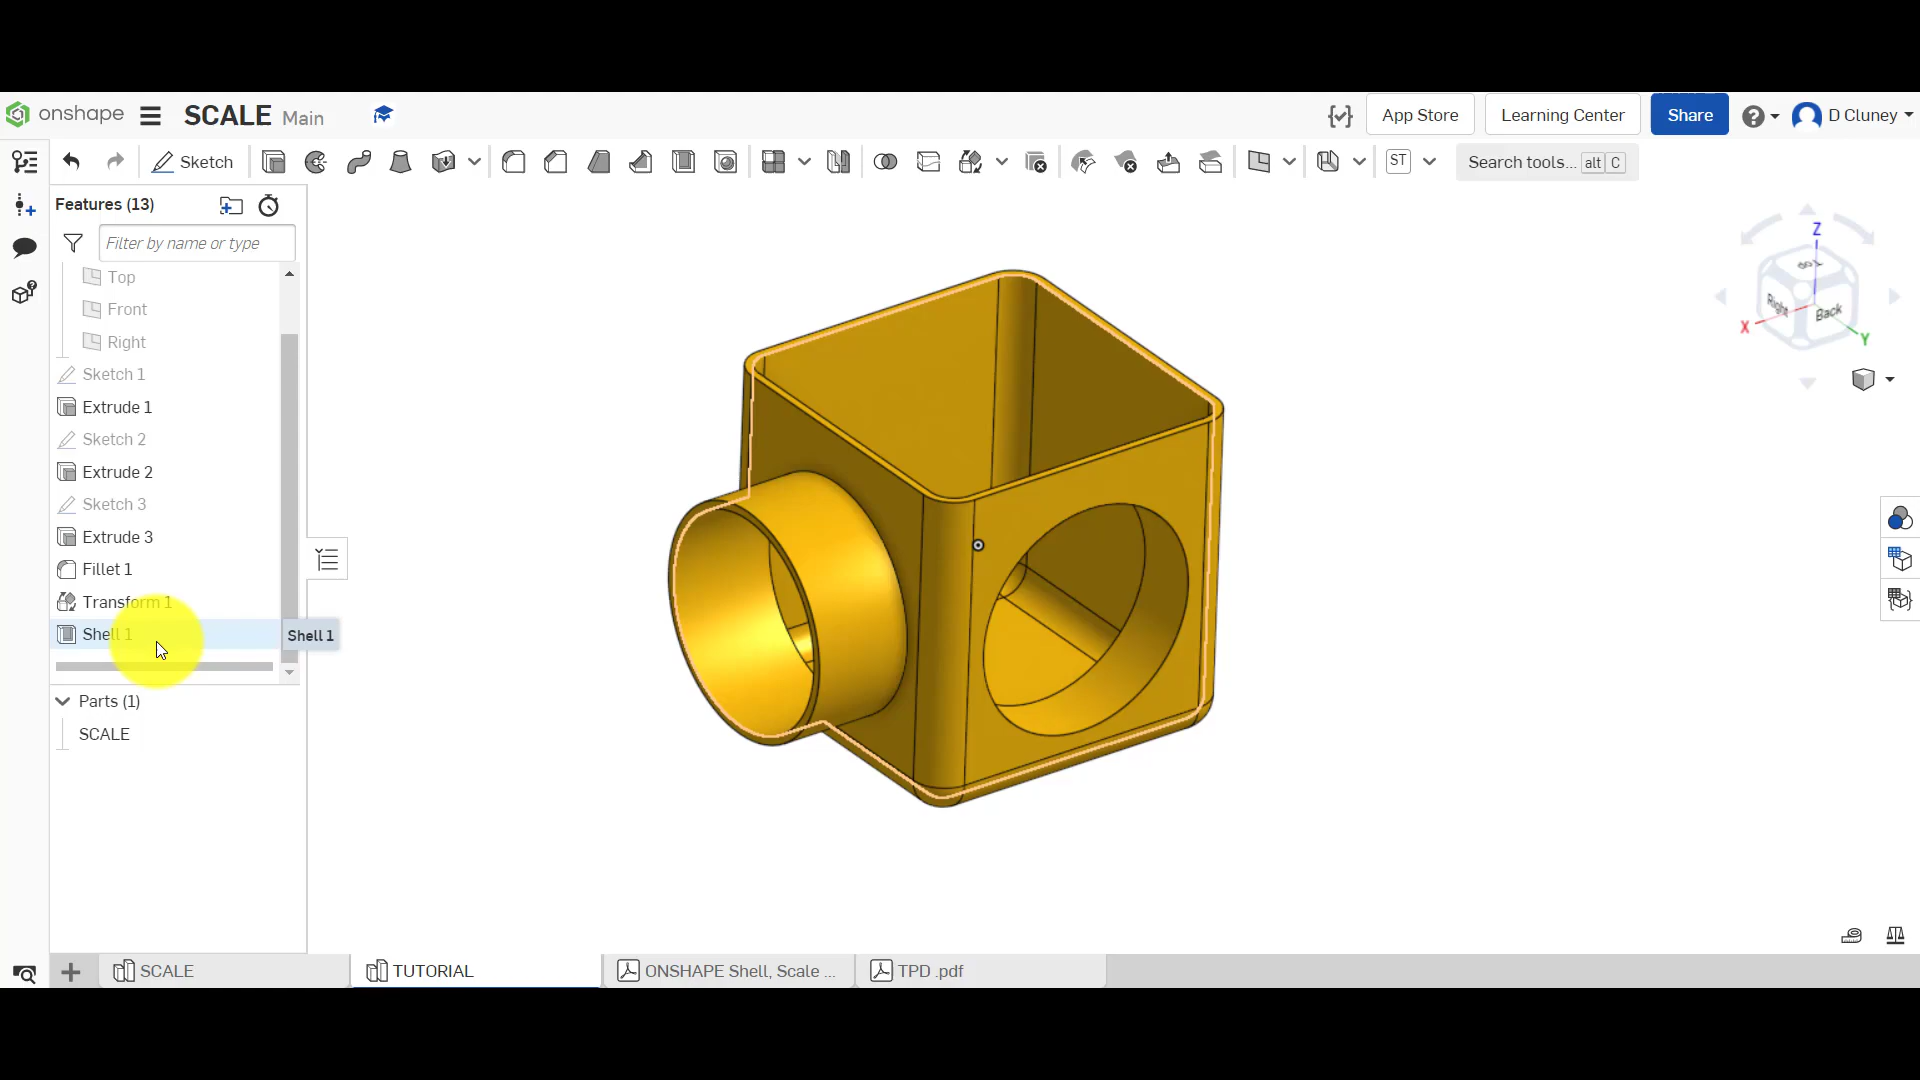 onshape SCALE Main App Store Learning Center Share D Cluney
Sketch ST Search tools... alt C
Features (13)
Filter by name or type
Top
Front
Right
Sketch 1
Extrude 1
Sketch 2
Extrude 2
Sketch 3
Extrude 3
Fillet 1
Transform 1
Shell 1
Shell 1
Parts (1)
SCALE
Z
Top
Right
Back
X
Y
SCALE
TUTORIAL
ONSHAPE Shell, Scale ...
TPD .pdf